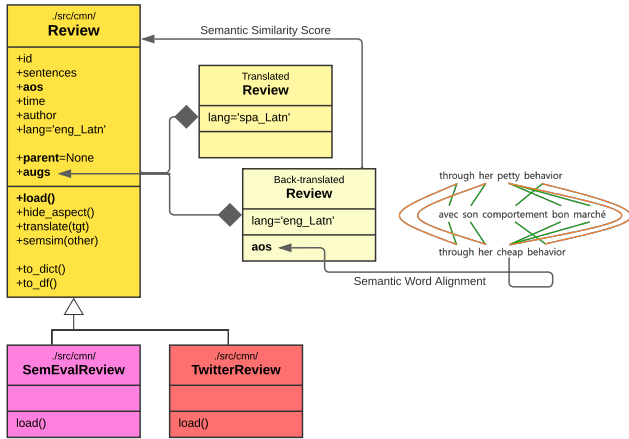 ./src/cmn/
Review
+id
+sentences
+aos
+time
+author
+lang='eng_Latn'
+parent=None
+augs
+load()
+hide_aspect()
+translate(tgt)
+semsim(other)
+to_dict()
+to_df()
Semantic Similarity Score
Translated
Review
lang='spa_Latn'
Back-translated
Review
lang='eng_Latn'
aos
Semantic Word Alignment
through her petty behavior
avec son comportement bon marché
through her cheap behavior
./src/cmn/
SemEvalReview
load()
./src/cmn/
TwitterReview
load()